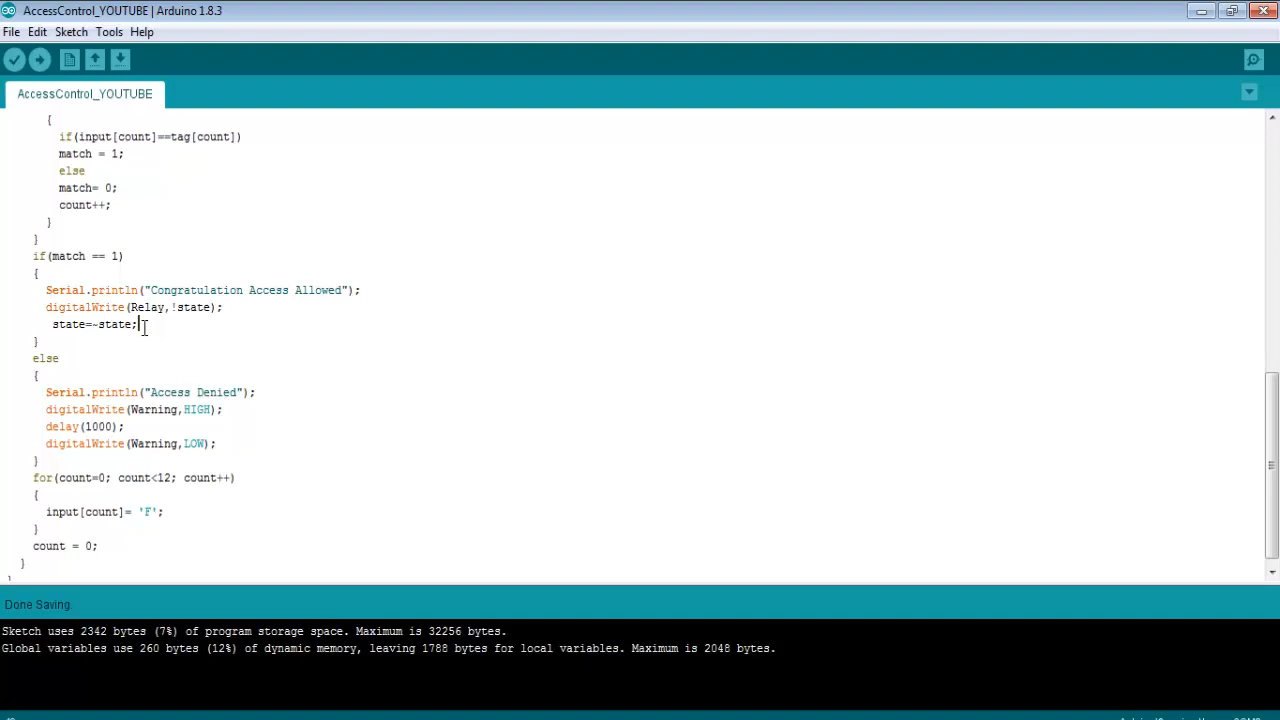 AccessControl_YOUTUBE | Arduino 1.8.3
File Edit Sketch Tools Help
AccessControl_YOUTUBE
{
if(input[count]==tag[count])
match = 1;
else
match= 0;
count++;
}
}
if(match == 1)
{
Serial.println("Congratulation Access Allowed");
digitalWrite(Relay,!state);
state=~state;
}
else
{
Serial.println("Access Denied");
digitalWrite(Warning,HIGH);
delay(1000);
digitalWrite(Warning,LOW);
}
for(count=0; count<12; count++)
{
input[count]= 'F';
}
count = 0;
}
Done Saving.
Sketch uses 2342 bytes (7%) of program storage space. Maximum is 32256 bytes.
Global variables use 260 bytes (12%) of dynamic memory, leaving 1788 bytes for local variables. Maximum is 2048 bytes.